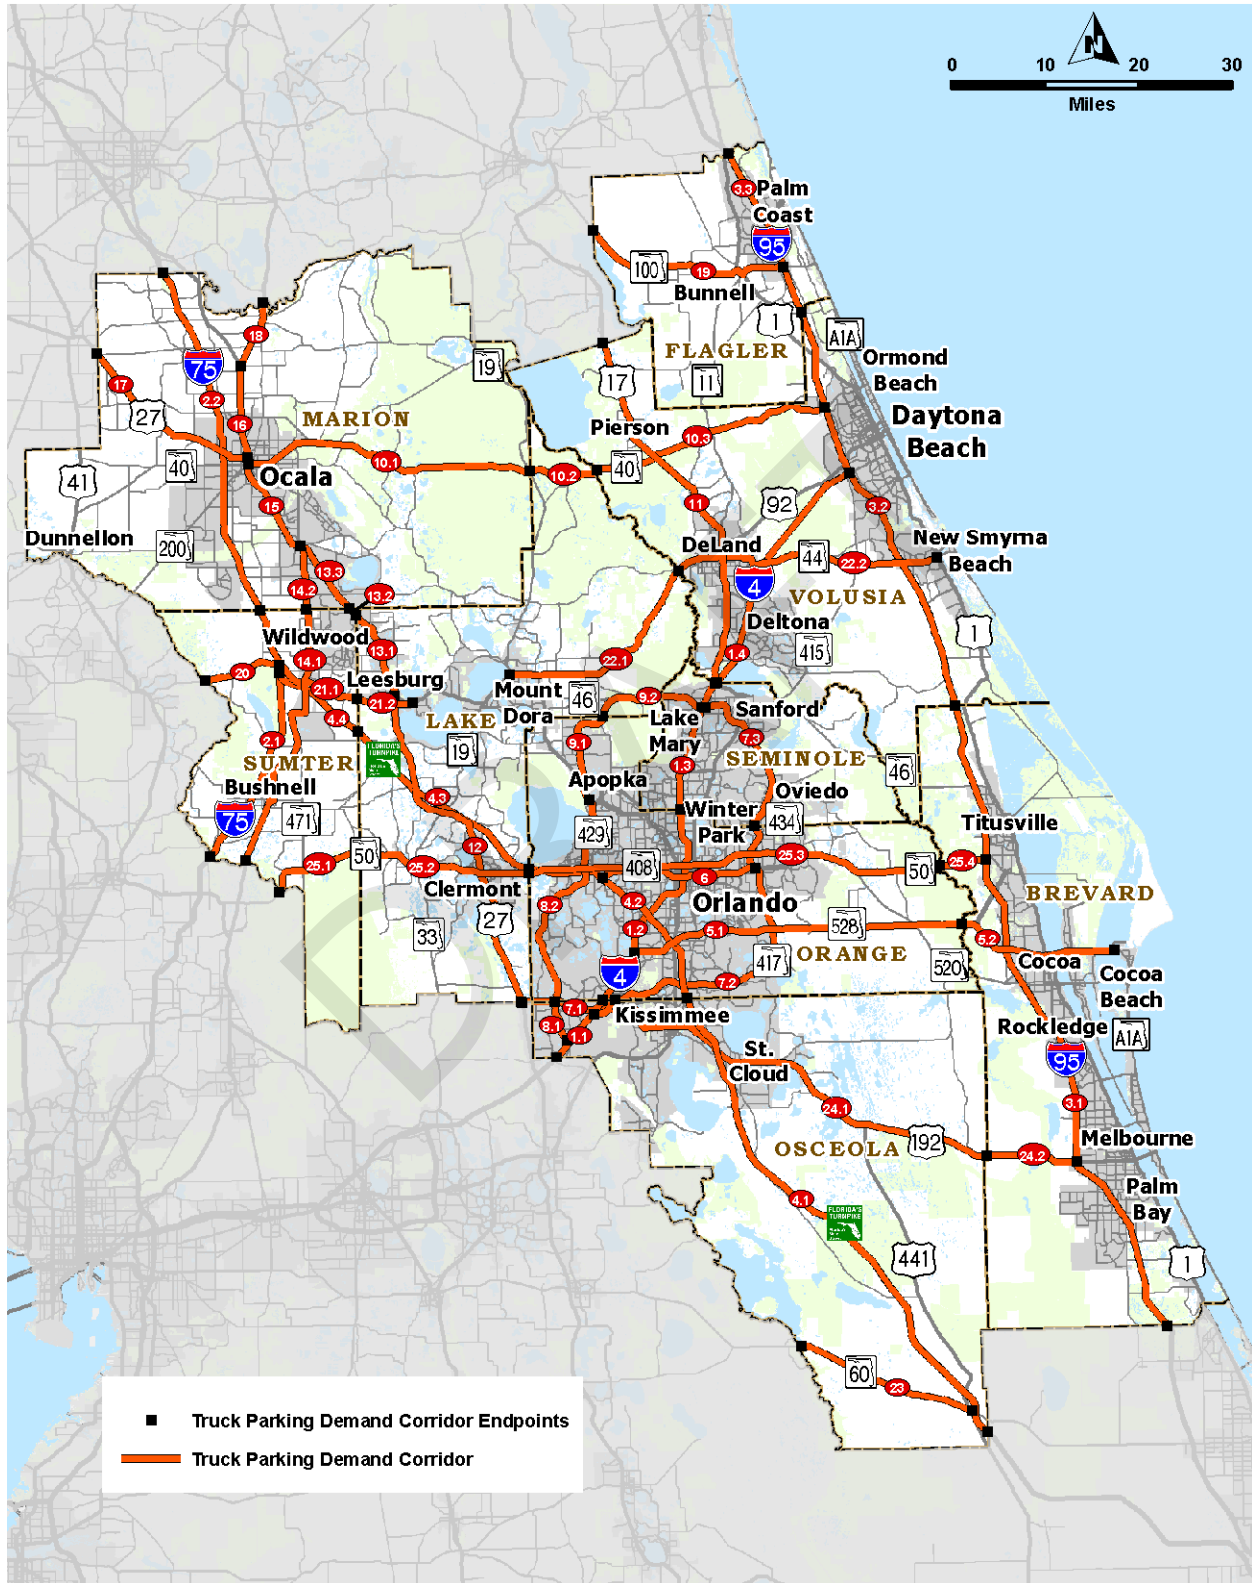 N
0 10 20 30
Miles
3.3
Palm
Coast
95
100
19
Bunnell
1
A1A
FLAGLER
Ormond
Beach
18
75
19
17
11
17
2.2
27
MARION
16
Pierson
10.3
Daytona
Beach
41
40
Ocala
10.1
10.2
40
15
11
92
3.2
Dunnellon
200
DeLand
44
22.2
New Smyrna
Beach
13.3
14.2
13.2
4
VOLUSIA
Wildwood
13.1
Deltona
1
14.1
22.1
1.4
415
20
21.1
Leesburg
21.2
Mount
Dora
46
9.2
4.4
LAKE
Lake
Mary
Sanford
2.1
FLORIDA'S
TURNPIKE
19
9.1
7.3
SUMTER
SEMINOLE
46
Bushnell
1.3
Apopka
Oviedo
4.3
75
471
Winter
Park
434
Titusville
429
12
50
25.1
25.2
408
25.3
50
25.4
Clermont
6
BREVARD
8.2
4.2
Orlando
27
33
1.2
5.1
528
5.2
4
417
ORANGE
520
Cocoa
Cocoa
Beach
7.2
7.1
Kissimmee
8.1
1.1
Rockledge
A1A
St.
Cloud
95
24.1
3.1
192
OSCEOLA
24.2
Melbourne
4.1
Palm
Bay
FLORIDA'S
TURNPIKE
441
1
60
23
Truck Parking Demand Corridor Endpoints
Truck Parking Demand Corridor